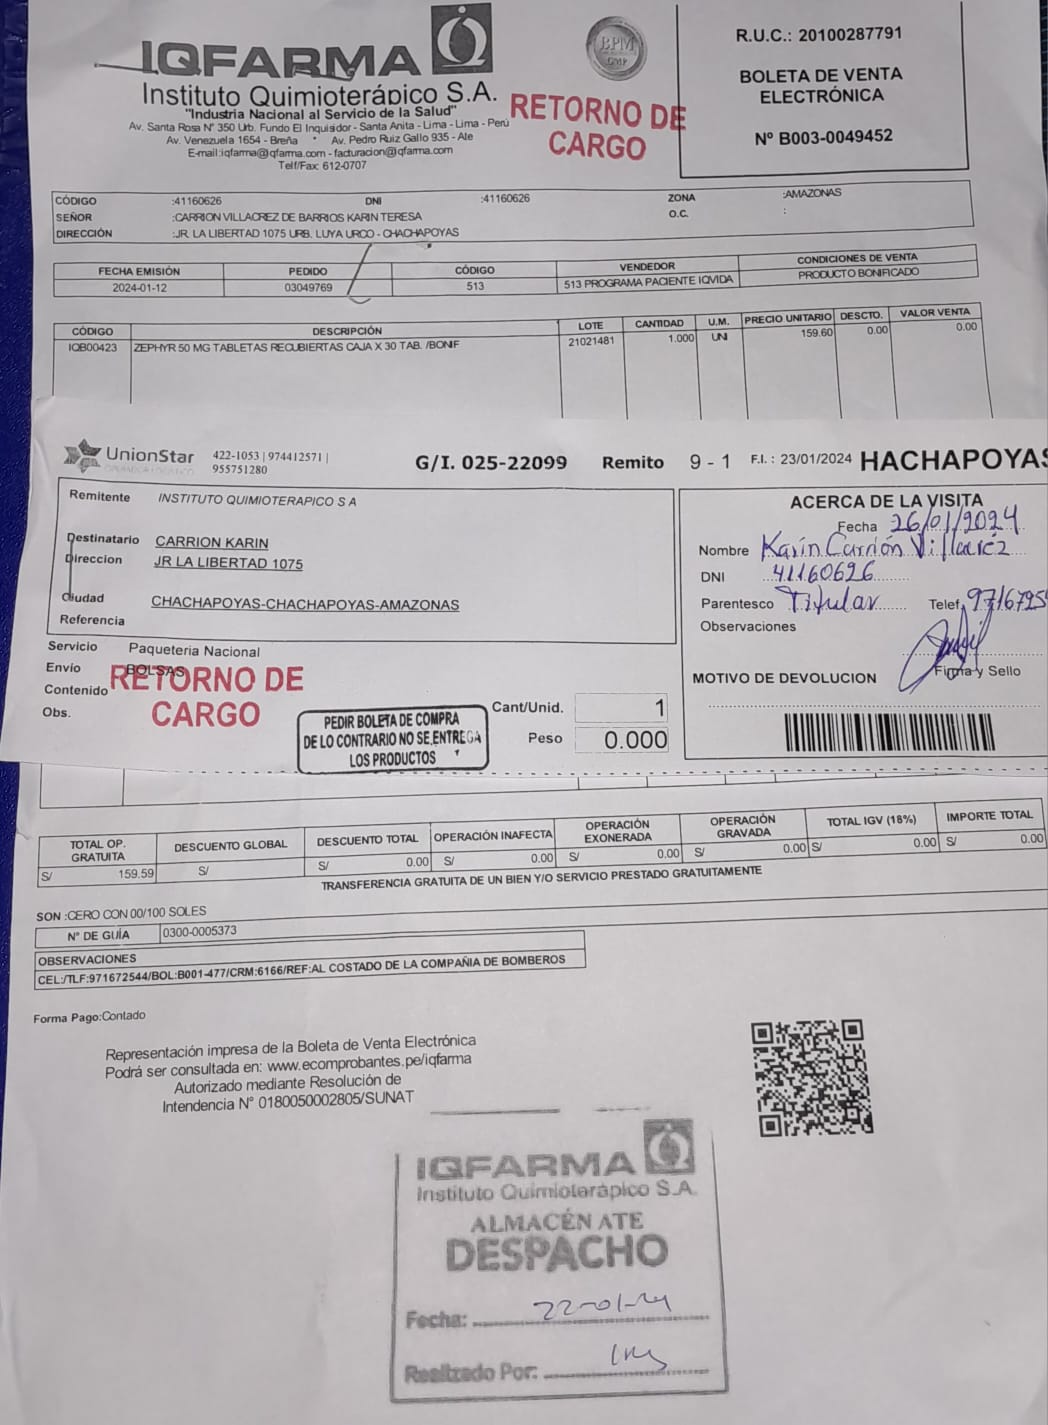 IQFARMA
Instituto Quimioterápico S.A.
"Industria Nacional al Servicio de la Salud"
Av. Santa Rosa N° 350 Urb. Fundo El Inquisidor - Santa Anita - Lima - Lima - Perú
Av. Venezuela 1654 - Breña * Av. Pedro Ruiz Gallo 935 - Ate
E-mail:iqfarma@iqfarma.com - facturacion@iqfarma.com
Telf/Fax: 612-0707
BPM
GMP
RETORNO DE
CARGO
R.U.C.: 20100287791
BOLETA DE VENTA
ELECTRÓNICA
Nº B003-0049452
CÓDIGO :41160626 DNI :41160626 ZONA :AMAZONAS
SEÑOR :CARRION VILLACREZ DE BARRIOS KARIN TERESA O.C. :
DIRECCIÓN :JR. LA LIBERTAD 1075 URB. LUYA URCO - CHACHAPOYAS
FECHA EMISIÓN PEDIDO CÓDIGO VENDEDOR CONDICIONES DE VENTA
2024-01-12 03049769 513 513 PROGRAMA PACIENTE IQVIDA PRODUCTO BONIFICADO
CÓDIGO DESCRIPCIÓN LOTE CANTIDAD U.M. PRECIO UNITARIO DESCTO. VALOR VENTA
IQB00423 ZEPHYR 50 MG TABLETAS RECUBIERTAS CAJA X 30 TAB. /BONIF 21021481 1.000 UNI 159.60 0.00 0.00
UnionStar 422-1053 | 974412571 |
955751280
G/I. 025-22099 Remito 9 - 1 F.I. : 23/01/2024 HACHAPOYAS
Remitente INSTITUTO QUIMIOTERAPICO S A
Destinatario CARRION KARIN
Direccion JR LA LIBERTAD 1075
Ciudad CHACHAPOYAS-CHACHAPOYAS-AMAZONAS
Referencia
Servicio Paqueteria Nacional
Envío BOLSAS
Contenido
Obs.
RETORNO DE
CARGO
PEDIR BOLETA DE COMPRA
DE LO CONTRARIO NO SE ENTREGA
LOS PRODUCTOS
Cant/Unid. 1
Peso 0.000
ACERCA DE LA VISITA
Fecha 26/01/2024
Nombre Karin Carrión Villacréz
DNI 41160626
Parentesco Titular Telef. 9716725
Observaciones
Firma y Sello
MOTIVO DE DEVOLUCION
TOTAL OP. GRATUITA DESCUENTO GLOBAL DESCUENTO TOTAL OPERACIÓN INAFECTA OPERACIÓN EXONERADA OPERACIÓN GRAVADA TOTAL IGV (18%) IMPORTE TOTAL
S/ 159.59 S/ S/ 0.00 S/ 0.00 S/ 0.00 S/ 0.00 S/ 0.00 S/ 0.00
TRANSFERENCIA GRATUITA DE UN BIEN Y/O SERVICIO PRESTADO GRATUITAMENTE
SON :CERO CON 00/100 SOLES
N° DE GUÍA 0300-0005373
OBSERVACIONES
CEL:/TLF:971672544/BOL:B001-477/CRM:6166/REF:AL COSTADO DE LA COMPAÑIA DE BOMBEROS
Forma Pago:Contado
Representación impresa de la Boleta de Venta Electrónica
Podrá ser consultada en: www.ecomprobantes.pe/iqfarma
Autorizado mediante Resolución de
Intendencia N° 0180050002805/SUNAT
IQFARMA
Instituto Quimioterápico S.A.
ALMACÉN ATE
DESPACHO
Fecha: 22-01-24
Realizado Por: